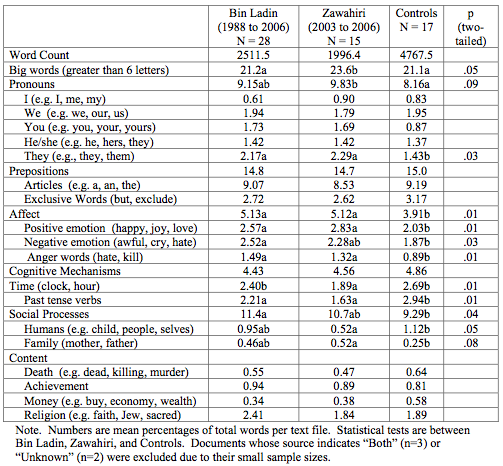 Bin Ladin (1988 to 2006) N = 28 Zawahiri (2003 to 2006) N = 15 Controls N = 17 p (two-tailed)
Word Count 2511.5 1996.4 4767.5
Big words (greater than 6 letters) 21.2a 23.6b 21.1a .05
Pronouns 9.15ab 9.83b 8.16a .09
I (e.g. I, me, my) 0.61 0.90 0.83
We (e.g. we, our, us) 1.94 1.79 1.95
You (e.g. you, your, yours) 1.73 1.69 0.87
He/she (e.g. he, hers, they) 1.42 1.42 1.37
They (e.g., they, them) 2.17a 2.29a 1.43b .03
Prepositions 14.8 14.7 15.0
Articles (e.g. a, an, the) 9.07 8.53 9.19
Exclusive Words (but, exclude) 2.72 2.62 3.17
Affect 5.13a 5.12a 3.91b .01
Positive emotion (happy, joy, love) 2.57a 2.83a 2.03b .01
Negative emotion (awful, cry, hate) 2.52a 2.28ab 1.87b .03
Anger words (hate, kill) 1.49a 1.32a 0.89b .01
Cognitive Mechanisms 4.43 4.56 4.86
Time (clock, hour) 2.40b 1.89a 2.69b .01
Past tense verbs 2.21a 1.63a 2.94b .01
Social Processes 11.4a 10.7ab 9.29b .04
Humans (e.g. child, people, selves) 0.95ab 0.52a 1.12b .05
Family (mother, father) 0.46ab 0.52a 0.25b .08
Content
Death (e.g. dead, killing, murder) 0.55 0.47 0.64
Achievement 0.94 0.89 0.81
Money (e.g. buy, economy, wealth) 0.34 0.38 0.58
Religion (e.g. faith, Jew, sacred) 2.41 1.84 1.89
Note. Numbers are mean percentages of total words per text file. Statistical tests are between
Bin Ladin, Zawahiri, and Controls. Documents whose source indicates “Both” (n=3) or
“Unknown” (n=2) were excluded due to their small sample sizes.